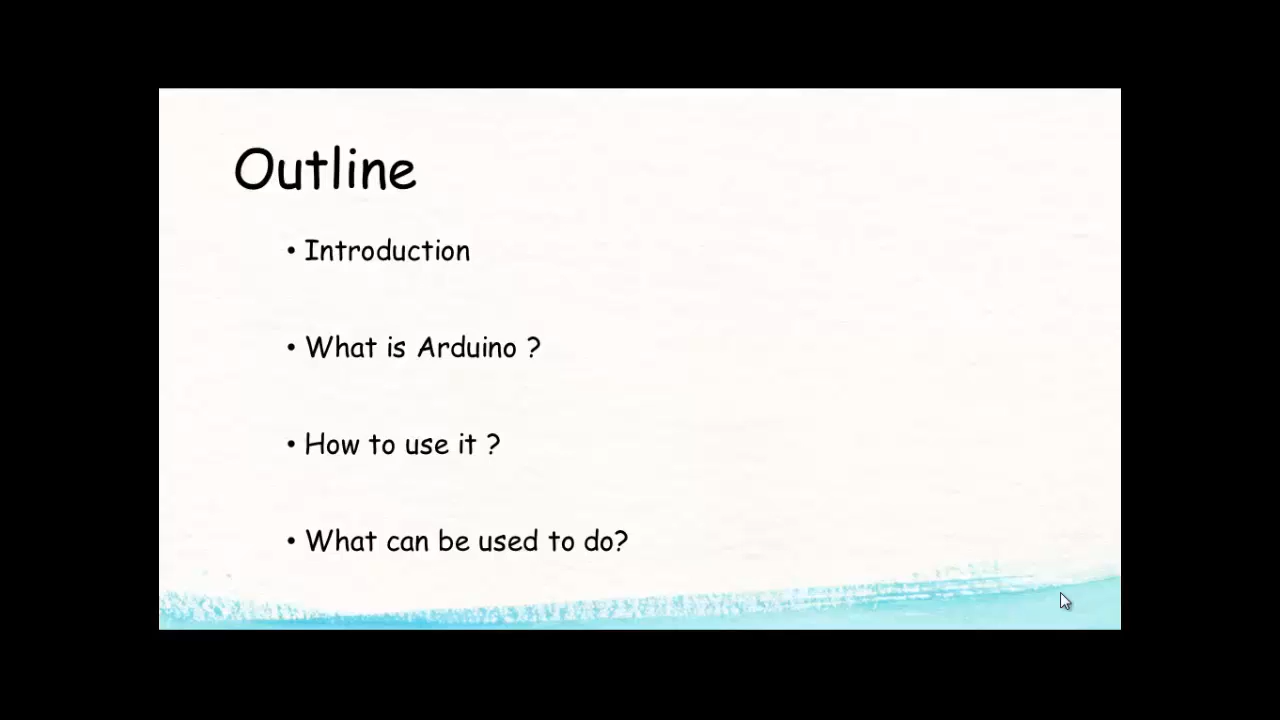 Outline
• Introduction
• What is Arduino ?
• How to use it ?
• What can be used to do?